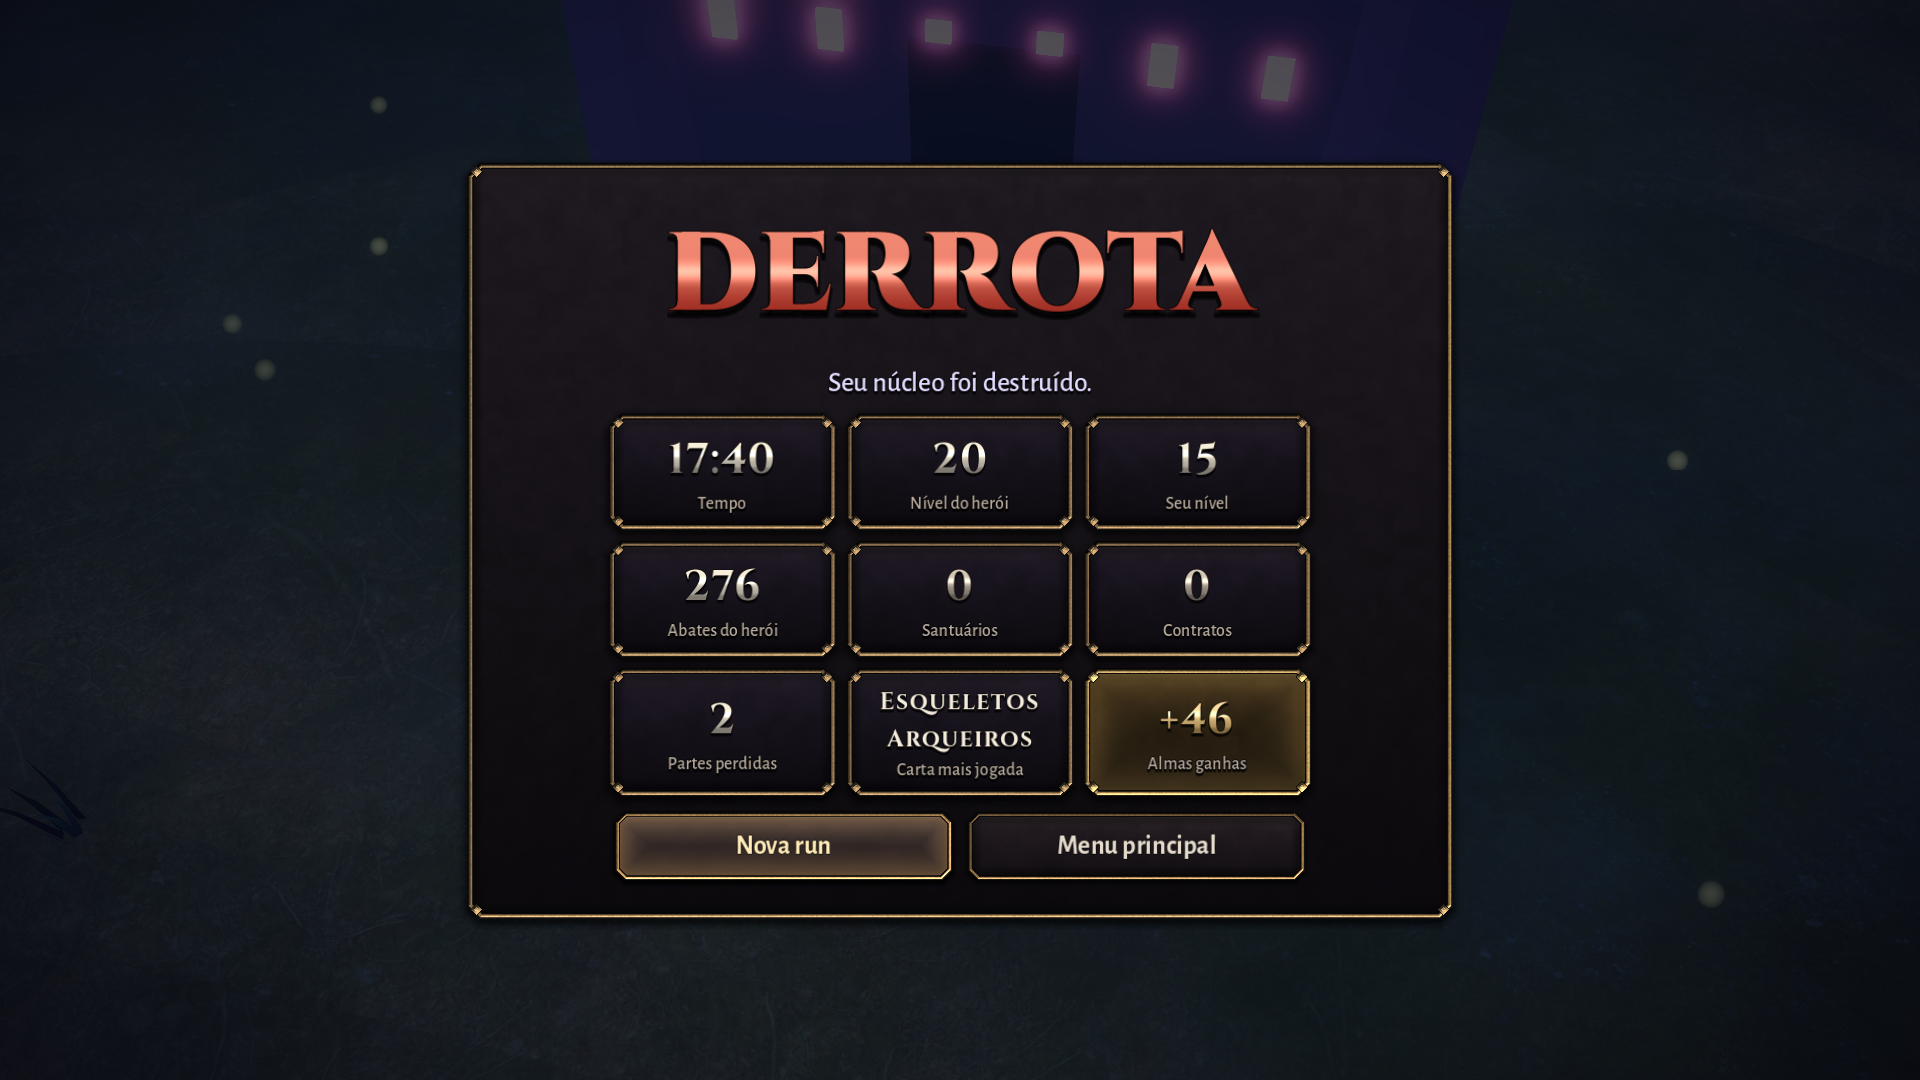 DERROTA
Seu núcleo foi destruído.
17:40
Tempo
20
Nível do herói
15
Seu nível
276
Abates do herói
0
Santuários
0
Contratos
2
Partes perdidas
Esqueletos
Arqueiros
Carta mais jogada
+46
Almas ganhas
Nova run
Menu principal